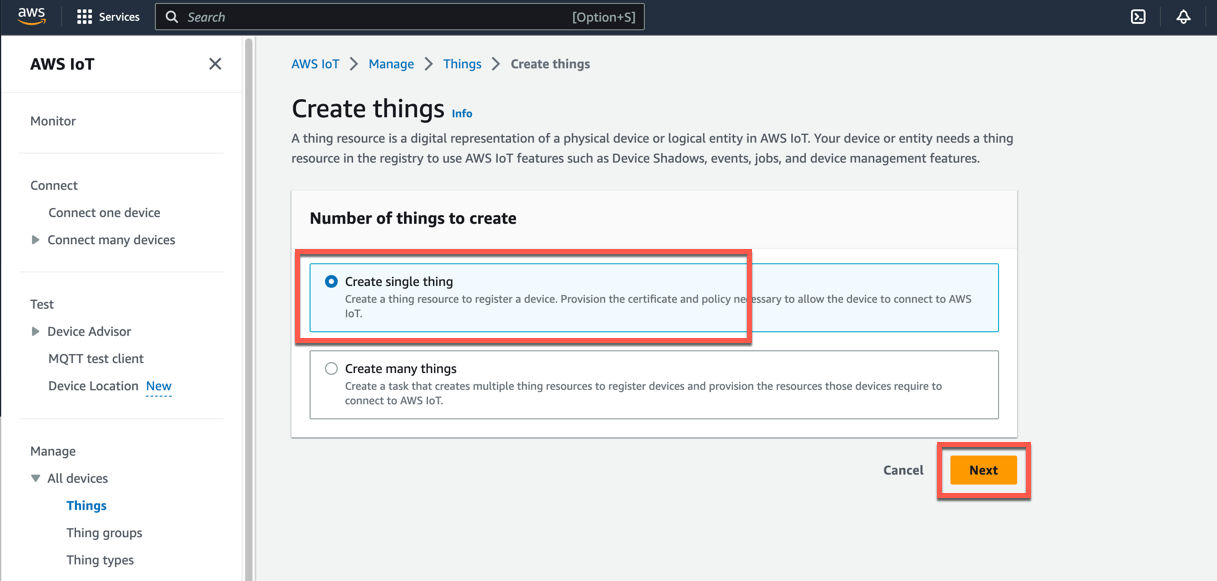 aws
Services
Search
[Option+S]
AWS IoT
Monitor
Connect
Connect one device
Connect many devices
Test
Device Advisor
MQTT test client
Device Location New
Manage
All devices
Things
Thing groups
Thing types
AWS IoT > Manage > Things > Create things
Create things Info
A thing resource is a digital representation of a physical device or logical entity in AWS IoT. Your device or entity needs a thing
resource in the registry to use AWS IoT features such as Device Shadows, events, jobs, and device management features.
Number of things to create
Create single thing
Create a thing resource to register a device. Provision the certificate and policy necessary to allow the device to connect to AWS
IoT.
Create many things
Create a task that creates multiple thing resources to register devices and provision the resources those devices require to
connect to AWS IoT.
Cancel
Next